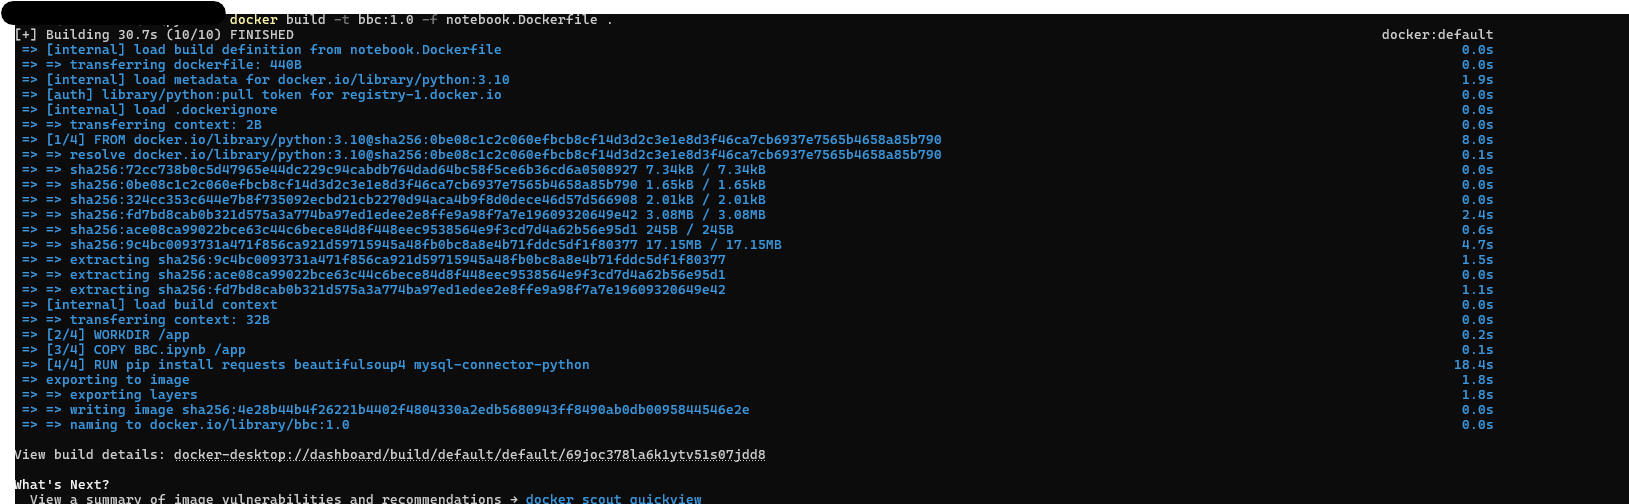 docker build -t bbc:1.0 -f notebook.Dockerfile .
[+] Building 30.7s (10/10) FINISHED docker:default
=> [internal] load build definition from notebook.Dockerfile 0.0s
=> => transferring dockerfile: 440B 0.0s
=> [internal] load metadata for docker.io/library/python:3.10 1.9s
=> [auth] library/python:pull token for registry-1.docker.io 0.0s
=> [internal] load .dockerignore 0.0s
=> => transferring context: 2B 0.0s
=> [1/4] FROM docker.io/library/python:3.10@sha256:0be08c1c2c060efbcb8cf14d3d2c3e1e8d3f46ca7cb6937e7565b4658a85b790 8.0s
=> => resolve docker.io/library/python:3.10@sha256:0be08c1c2c060efbcb8cf14d3d2c3e1e8d3f46ca7cb6937e7565b4658a85b790 0.1s
=> => sha256:72cc738b0c5d47965e44dc229c94cabdb764dad64bc58f5ce6b36cd6a0508927 7.34kB / 7.34kB 0.0s
=> => sha256:0be08c1c2c060efbcb8cf14d3d2c3e1e8d3f46ca7cb6937e7565b4658a85b790 1.65kB / 1.65kB 0.0s
=> => sha256:324cc353c644e7b8f735092ecbd21cb2270d94aca4b9f8d0dece46d57d566908 2.01kB / 2.01kB 0.0s
=> => sha256:fd7bd8cab0b321d575a3a774ba97ed1edee2e8ffe9a98f7a7e19609320649e42 3.08MB / 3.08MB 2.4s
=> => sha256:ace08ca99022bce63c44c6bece84d8f448eec9538564e9f3cd7d4a62b56e95d1 245B / 245B 0.6s
=> => sha256:9c4bc0093731a471f856ca921d59715945a48fb0bc8a8e4b71fddc5df1f80377 17.15MB / 17.15MB 4.7s
=> => extracting sha256:9c4bc0093731a471f856ca921d59715945a48fb0bc8a8e4b71fddc5df1f80377 1.5s
=> => extracting sha256:ace08ca99022bce63c44c6bece84d8f448eec9538564e9f3cd7d4a62b56e95d1 0.0s
=> => extracting sha256:fd7bd8cab0b321d575a3a774ba97ed1edee2e8ffe9a98f7a7e19609320649e42 1.1s
=> [internal] load build context 0.0s
=> => transferring context: 32B 0.0s
=> [2/4] WORKDIR /app 0.2s
=> [3/4] COPY BBC.ipynb /app 0.1s
=> [4/4] RUN pip install requests beautifulsoup4 mysql-connector-python 18.4s
=> exporting to image 1.8s
=> => exporting layers 1.8s
=> => writing image sha256:4e28b44b4f26221b4402f4804330a2edb5680943ff8490ab0db0095844546e2e 0.0s
=> => naming to docker.io/library/bbc:1.0 0.0s
View build details: docker-desktop://dashboard/build/default/default/69joc378la6k1ytv51s07jdd8
What's Next?
View a summary of image vulnerabilities and recommendations → docker scout quickview